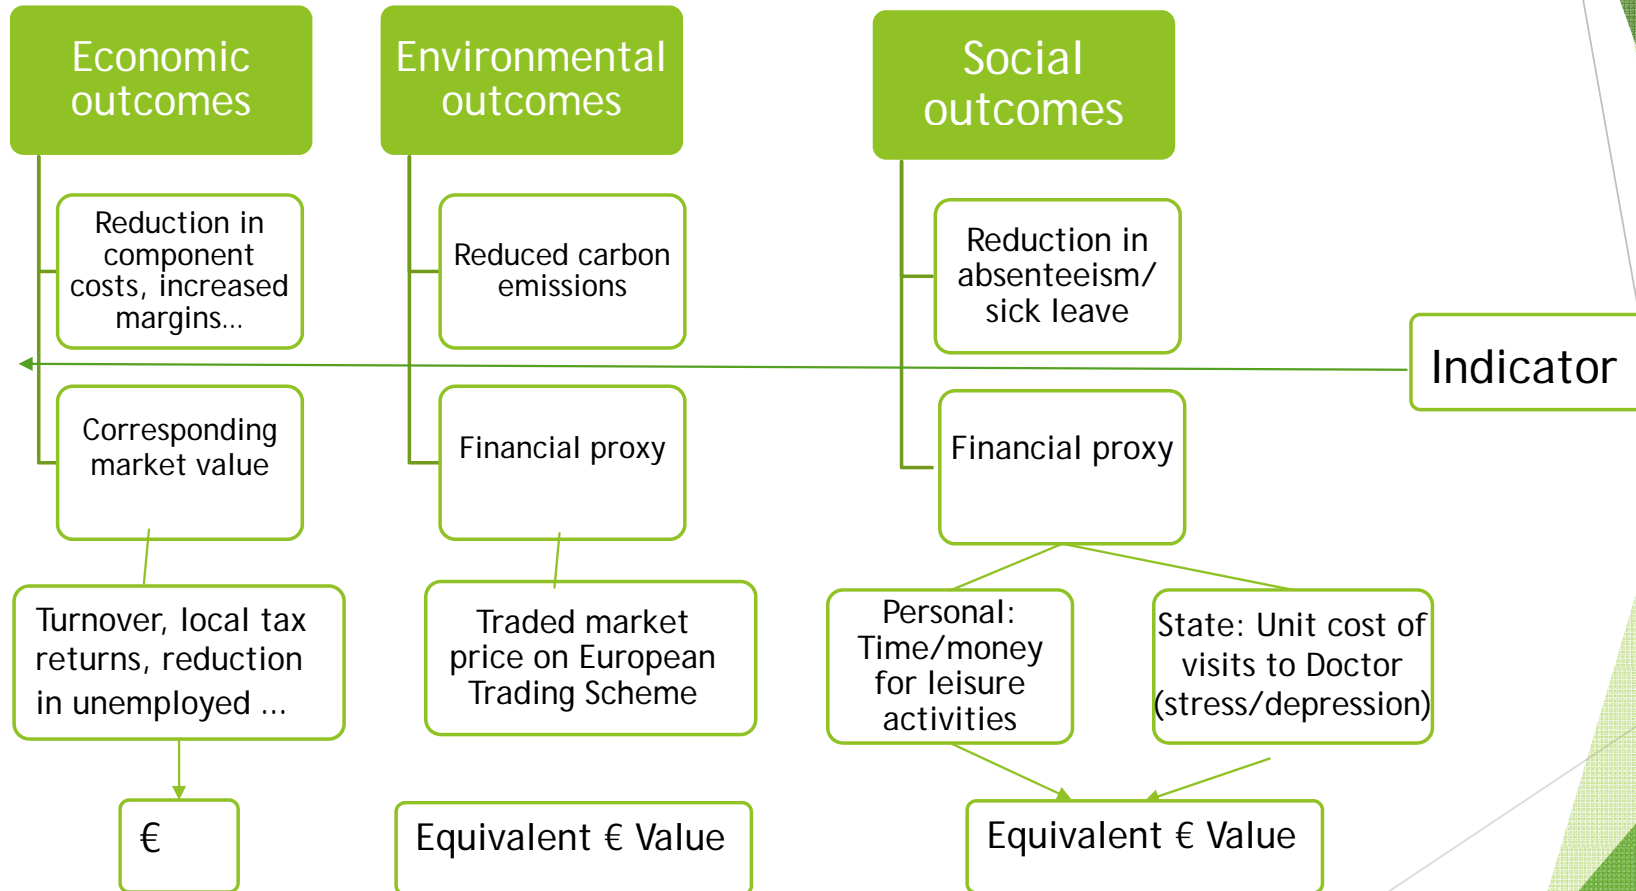 Economic
outcomes
Environmental
outcomes
Social
outcomes
Reduction in
component
costs, increased
margins...
Reduced carbon
emissions
Reduction in
absenteeism/
sick leave
Indicator
Corresponding
market value
Financial proxy
Financial proxy
Turnover, local tax
returns, reduction
in unemployed ...
Traded market
price on European
Trading Scheme
Personal:
Time/money
for leisure
activities
State: Unit cost of
visits to Doctor
(stress/depression)
€
Equivalent € Value
Equivalent € Value